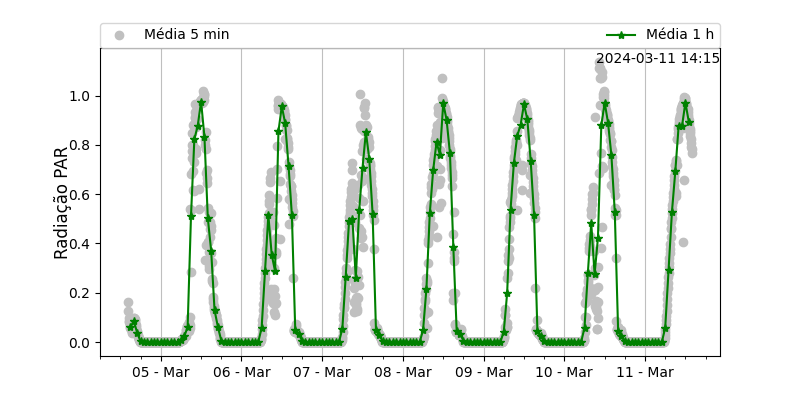 Média 5 min
Média 1 h
2024-03-11 14:15
Radiação PAR
1.0
0.8
0.6
0.4
0.2
0.0
05 - Mar
06 - Mar
07 - Mar
08 - Mar
09 - Mar
10 - Mar
11 - Mar